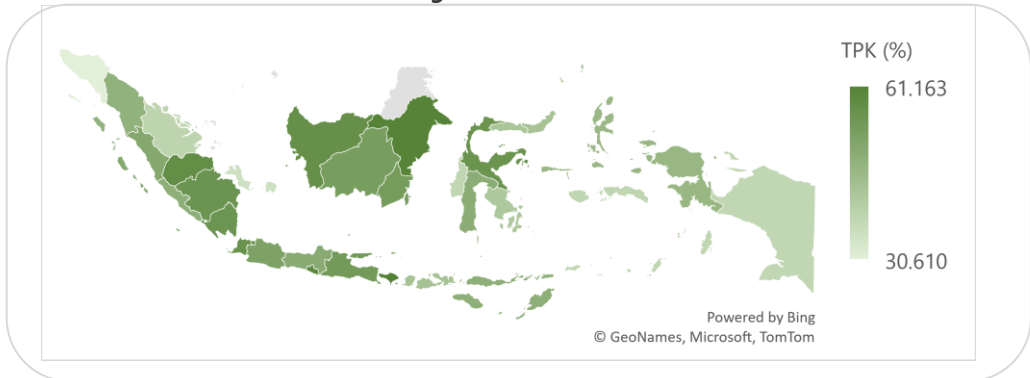 TPK (%)
61.163
30.610
Powered by Bing
© GeoNames, Microsoft, TomTom